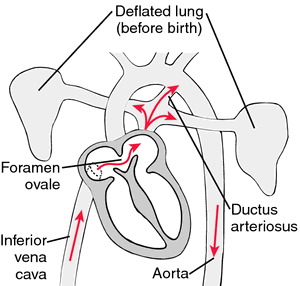 Deflated lung
(before birth)
Foramen
ovale
Ductus
arteriosus
Inferior
vena
cava
Aorta